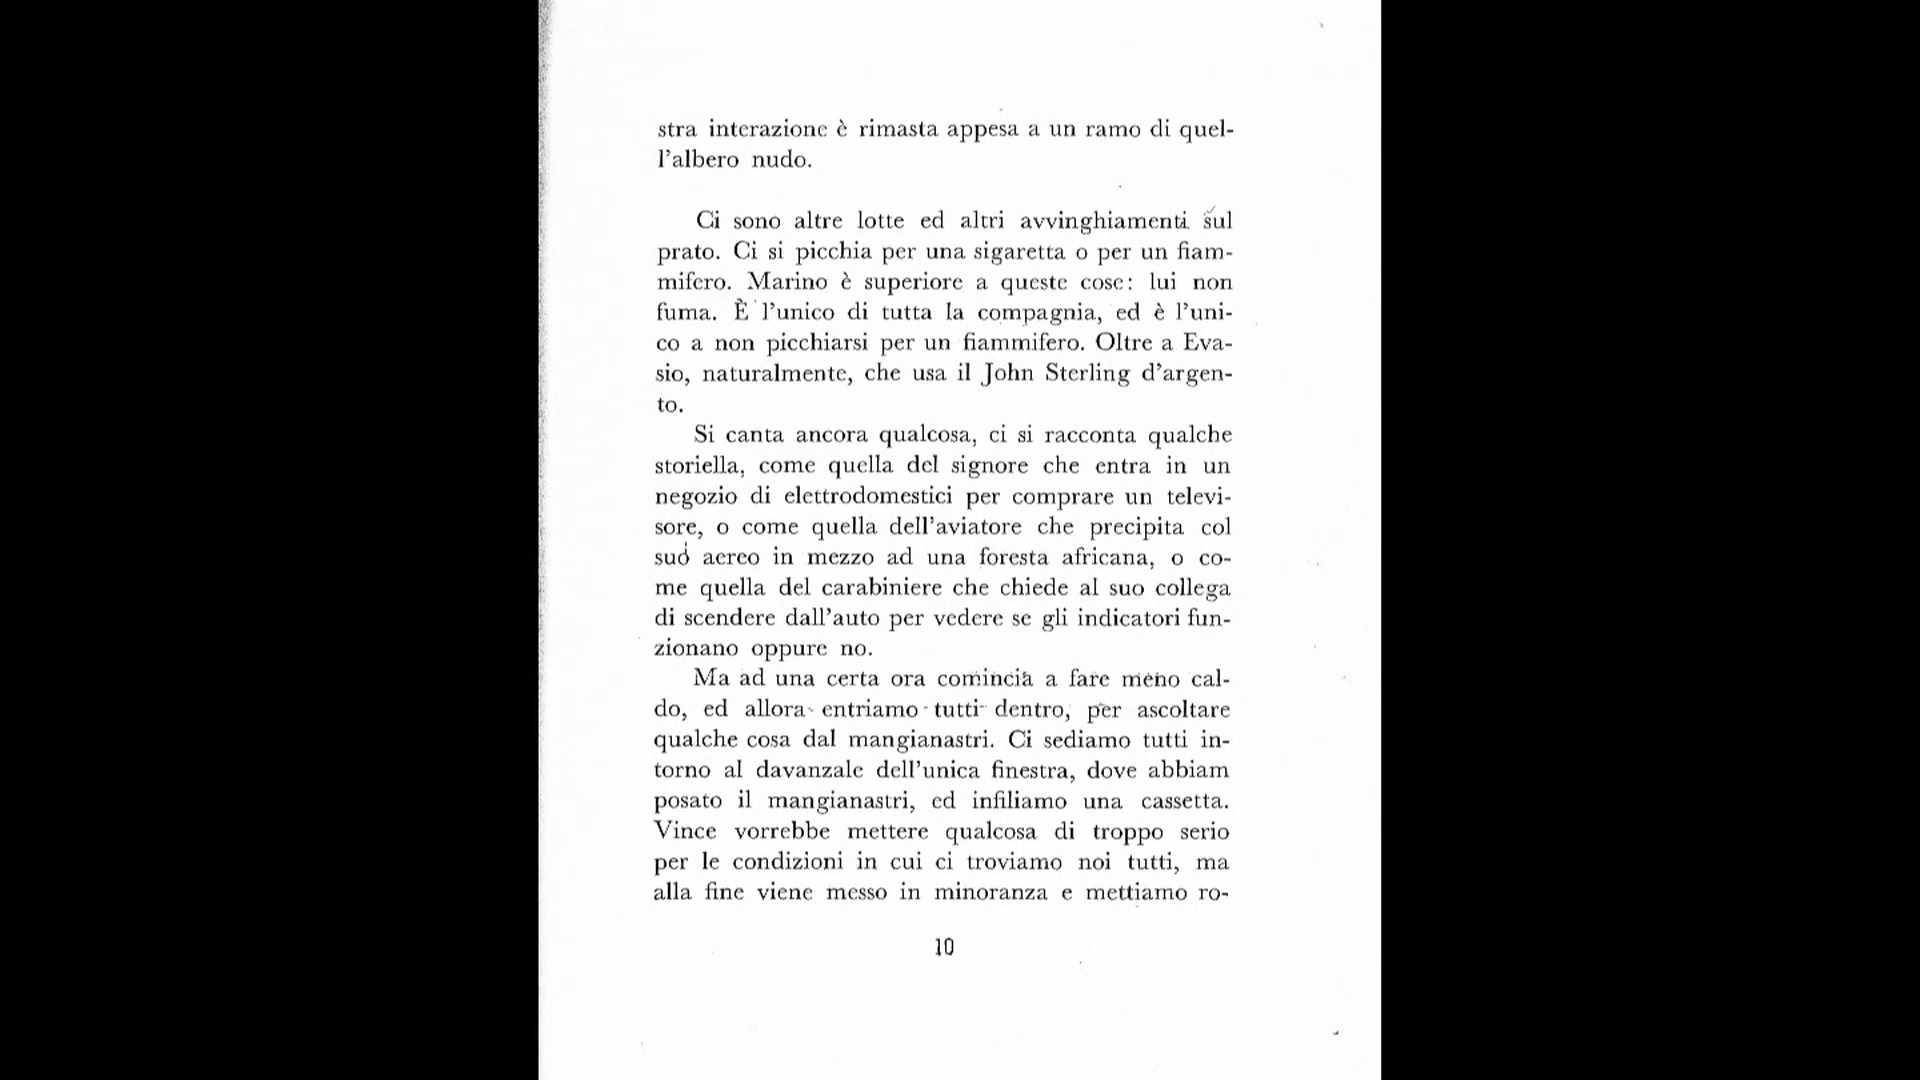 stra interazione è rimasta appesa a un ramo di quel-
l'albero nudo.
Ci sono altre lotte ed altri avvinghiamenti sul
prato. Ci si picchia per una sigaretta o per un fiam-
mifero. Marino è superiore a queste cose: lui non
fuma. È l'unico di tutta la compagnia, ed è l'uni-
co a non picchiarsi per un fiammifero. Oltre a Eva-
sio, naturalmente, che usa il John Sterling d'argen-
to.
Si canta ancora qualcosa, ci si racconta qualche
storiella, come quella del signore che entra in un
negozio di elettrodomestici per comprare un televi-
sore, o come quella dell'aviatore che precipita col
suo aereo in mezzo ad una foresta africana, o co-
me quella del carabiniere che chiede al suo collega
di scendere dall'auto per vedere se gli indicatori fun-
zionano oppure no.
Ma ad una certa ora comincia a fare meno cal-
do, ed allora entriamo tutti dentro, per ascoltare
qualche cosa dal mangianastri. Ci sediamo tutti in-
torno al davanzale dell'unica finestra, dove abbiam
posato il mangianastri, ed infiliamo una cassetta.
Vince vorrebbe mettere qualcosa di troppo serio
per le condizioni in cui ci troviamo noi tutti, ma
alla fine viene messo in minoranza e mettiamo ro-
10